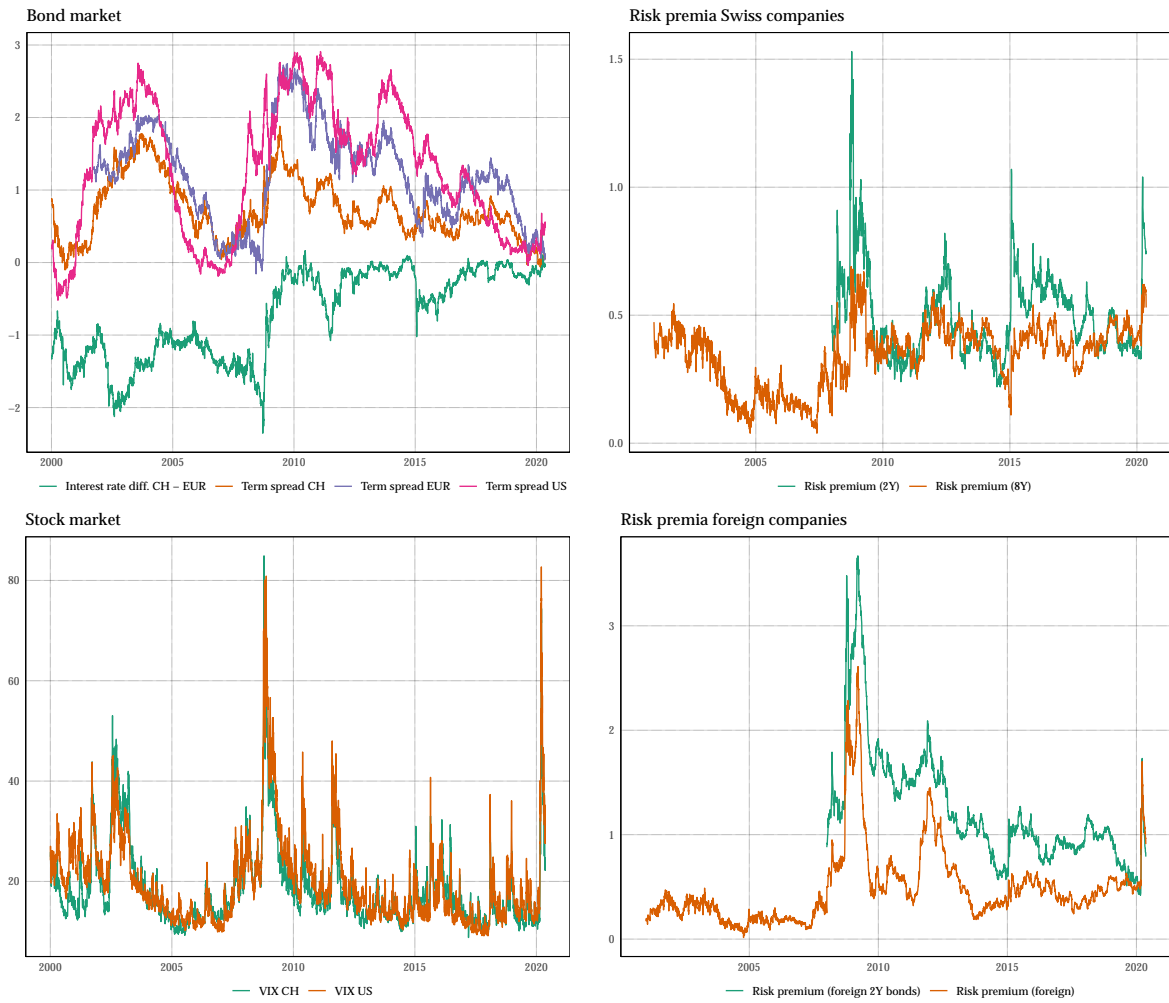 Bond market
3
2
1
0
−1
−2
2000 2005 2010 2015 2020
Interest rate diff. CH – EUR Term spread CH Term spread EUR Term spread US
Risk premia Swiss companies
1.5
1.0
0.5
0.0
2005 2010 2015 2020
Risk premium (2Y) Risk premium (8Y)
Stock market
80
60
40
20
2000 2005 2010 2015 2020
VIX CH VIX US
Risk premia foreign companies
3
2
1
0
2005 2010 2015 2020
Risk premium (foreign 2Y bonds) Risk premium (foreign)